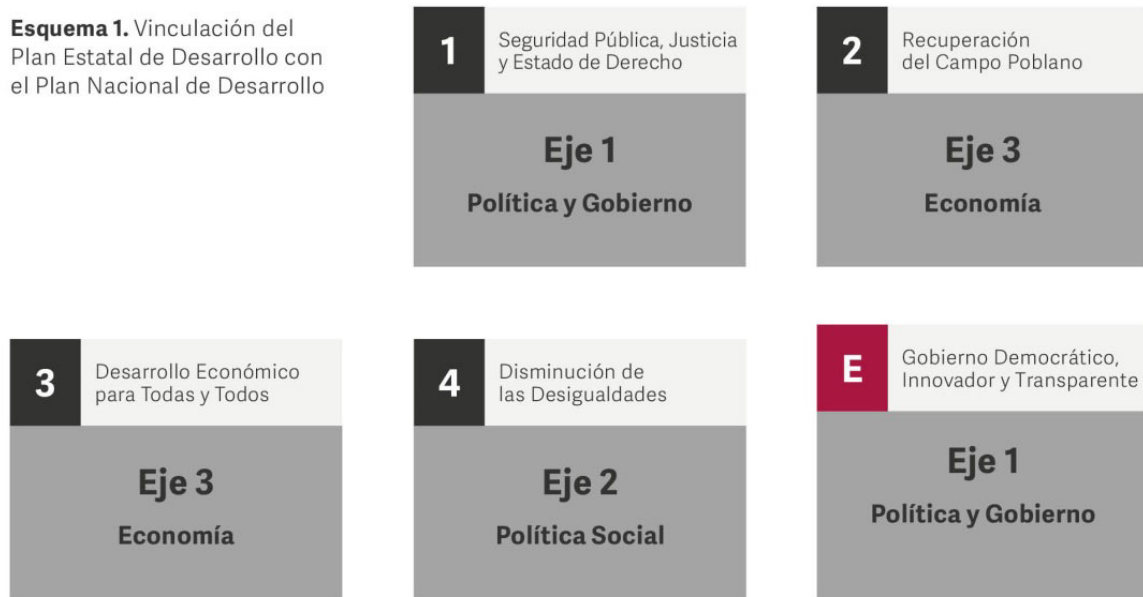 Esquema 1. Vinculación del
Plan Estatal de Desarrollo con
el Plan Nacional de Desarrollo
1
Seguridad Pública, Justicia
y Estado de Derecho
Eje 1
Política y Gobierno
2
Recuperación
del Campo Poblano
Eje 3
Economía
3
Desarrollo Económico
para Todas y Todos
Eje 3
Economía
4
Disminución de
las Desigualdades
Eje 2
Política Social
E
Gobierno Democrático,
Innovador y Transparente
Eje 1
Política y Gobierno